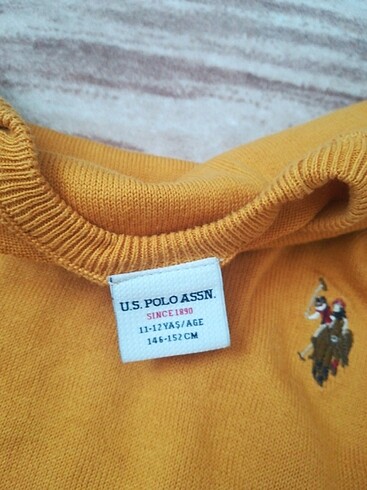 U.S. POLO ASSN.
SINCE 1890
11-12 YAŞ/AGE
146-152 CM